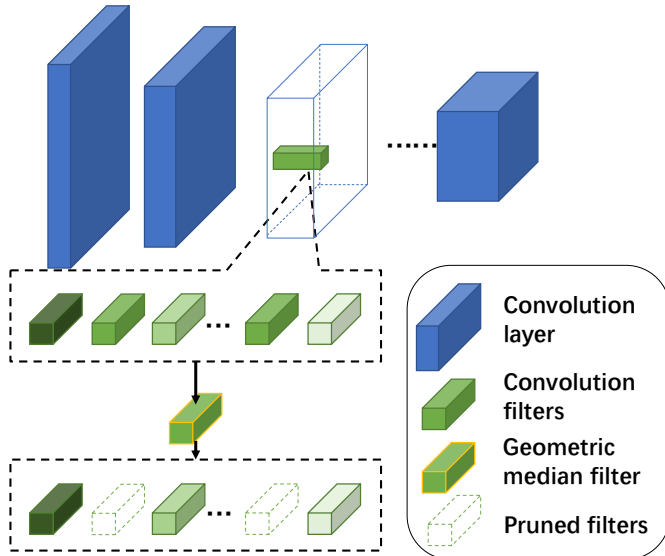 Convolution
layer
Convolution
filters
Geometric
median filter
Pruned filters